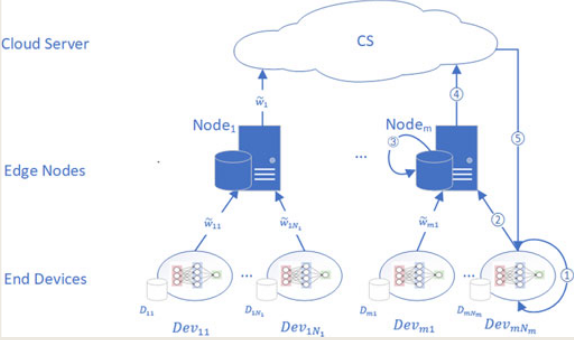 Cloud Server
CS
w̃₁
④
⑤
Node₁
Nodeₘ
③
...
Edge Nodes
②
w̃₁₁
w̃₁N₁
w̃ₘ₁
①
End Devices
...
...
D₁₁
D₁N₁
Dₘ₁
DₘNₘ
Dev₁₁
Dev₁N₁
Devₘ₁
DevₘNₘ